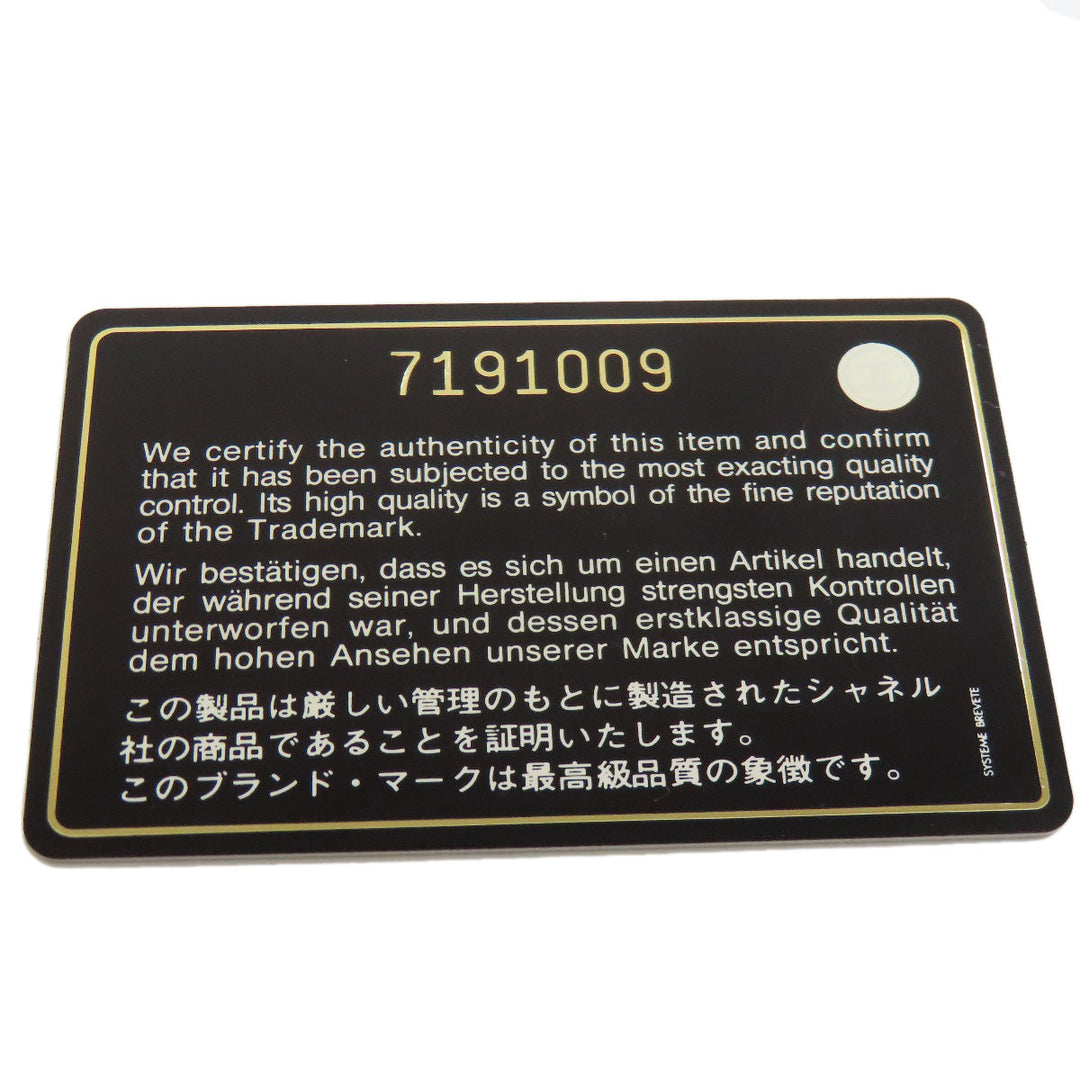 7191009
We certify the authenticity of this item and confirm
that it has been subjected to the most exacting quality
control. Its high quality is a symbol of the fine reputation
of the Trademark.
Wir bestätigen, dass es sich um einen Artikel handelt,
der während seiner Herstellung strengsten Kontrollen
unterworfen war, und dessen erstklassige Qualität
dem hohen Ansehen unserer Marke entspricht.
この製品は厳しい管理のもとに製造されたシャネル
社の商品であることを証明いたします。
このブランド・マークは最高級品質の象徴です。
SYSTEME BREVETE